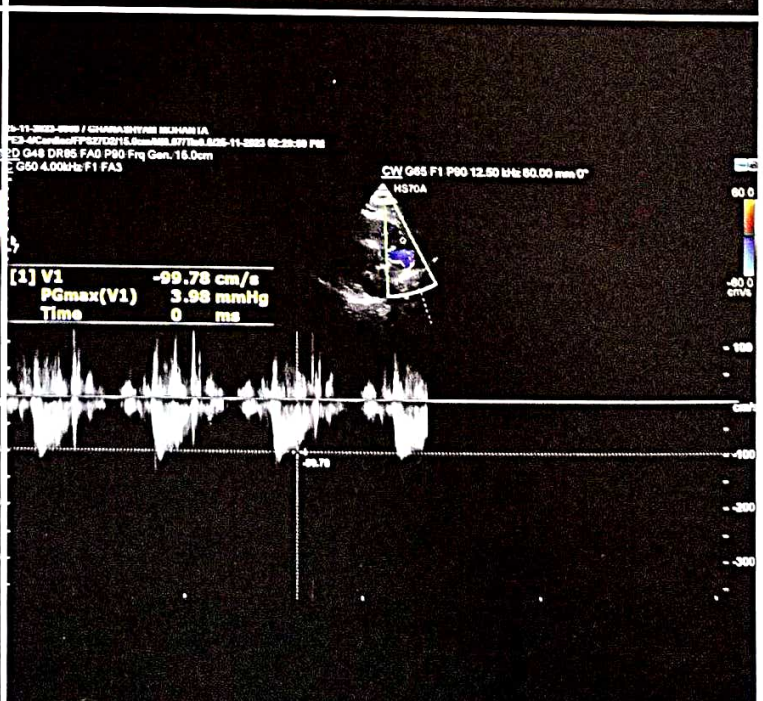 2D G48 DR95 FA0 P90 Frq Gen. 15.0cm
G50 4.00kHz F1 FA3
CW G65 F1 P90 12.50 kHz 60.00 mm 0°
HS70A
60.0
-60.0
cm/s
[1] V1 -99.78 cm/s
PGmax(V1) 3.98 mmHg
Time 0 ms
- 100
cm/s
-99.78
- -100
- -200
- -300